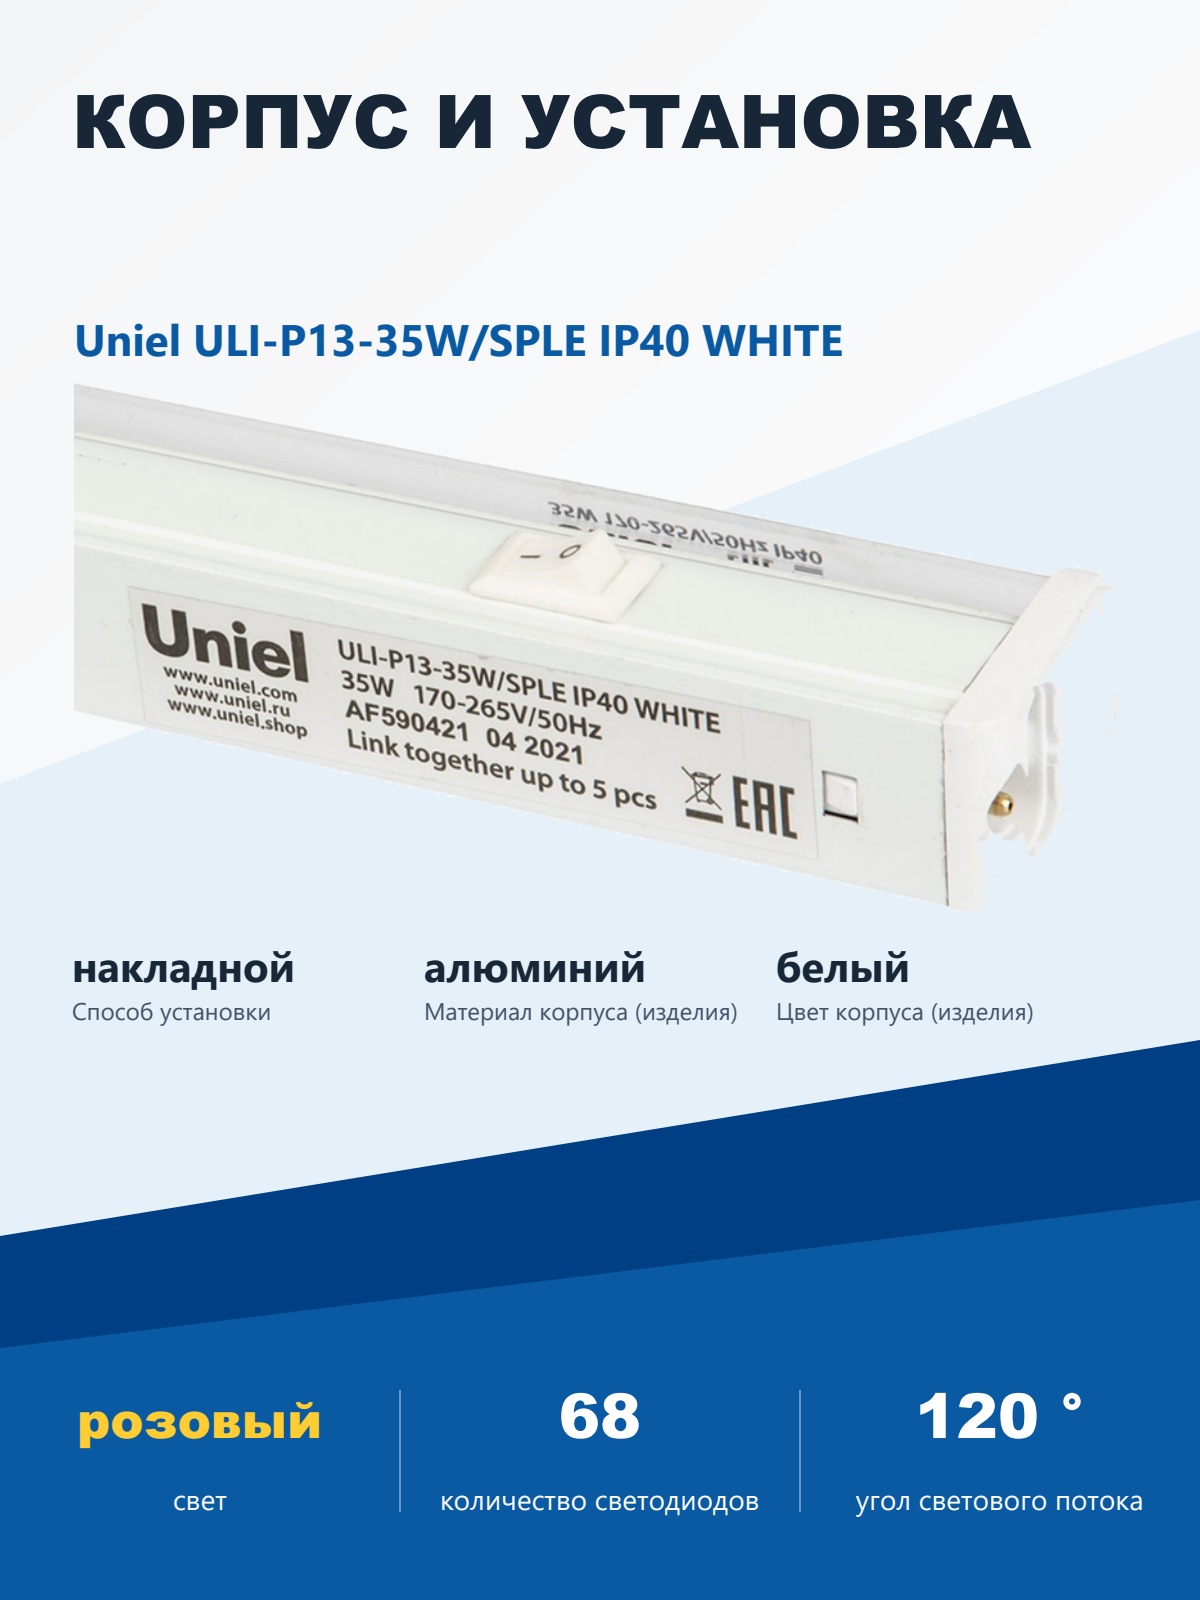 КОРПУС И УСТАНОВКА
Uniel ULI-P13-35W/SPLE IP40 WHITE
35W 170-265V/50Hz IP40
Uniel
www.uniel.com
www.uniel.ru
www.uniel.shop
ULI-P13-35W/SPLE IP40 WHITE
35W 170-265V/50Hz
AF590421 04 2021
Link together up to 5 pcs
EAC
накладной
Способ установки
алюминий
Материал корпуса (изделия)
белый
Цвет корпуса (изделия)
розовый
свет
68
количество светодиодов
120 °
угол светового потока